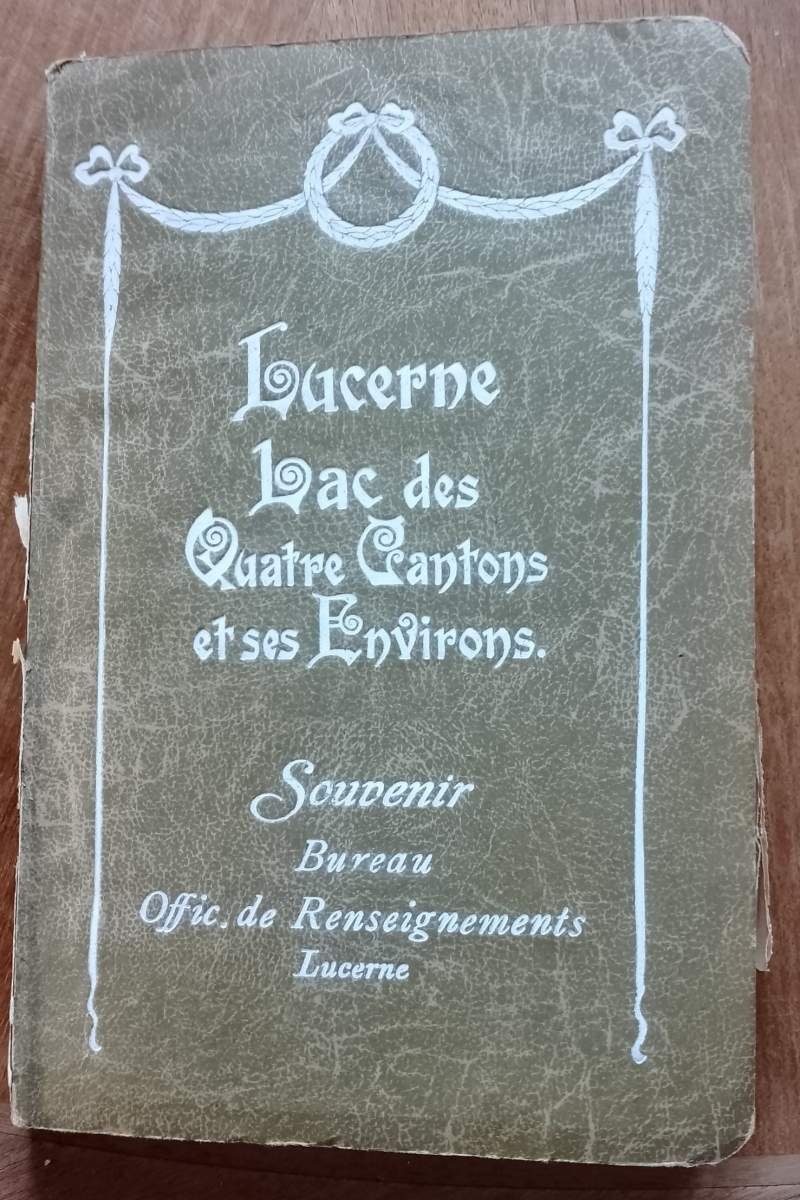 Lucerne
Lac des
Quatre Cantons
et ses Environs.
Souvenir
Bureau
Offic. de Renseignements
Lucerne